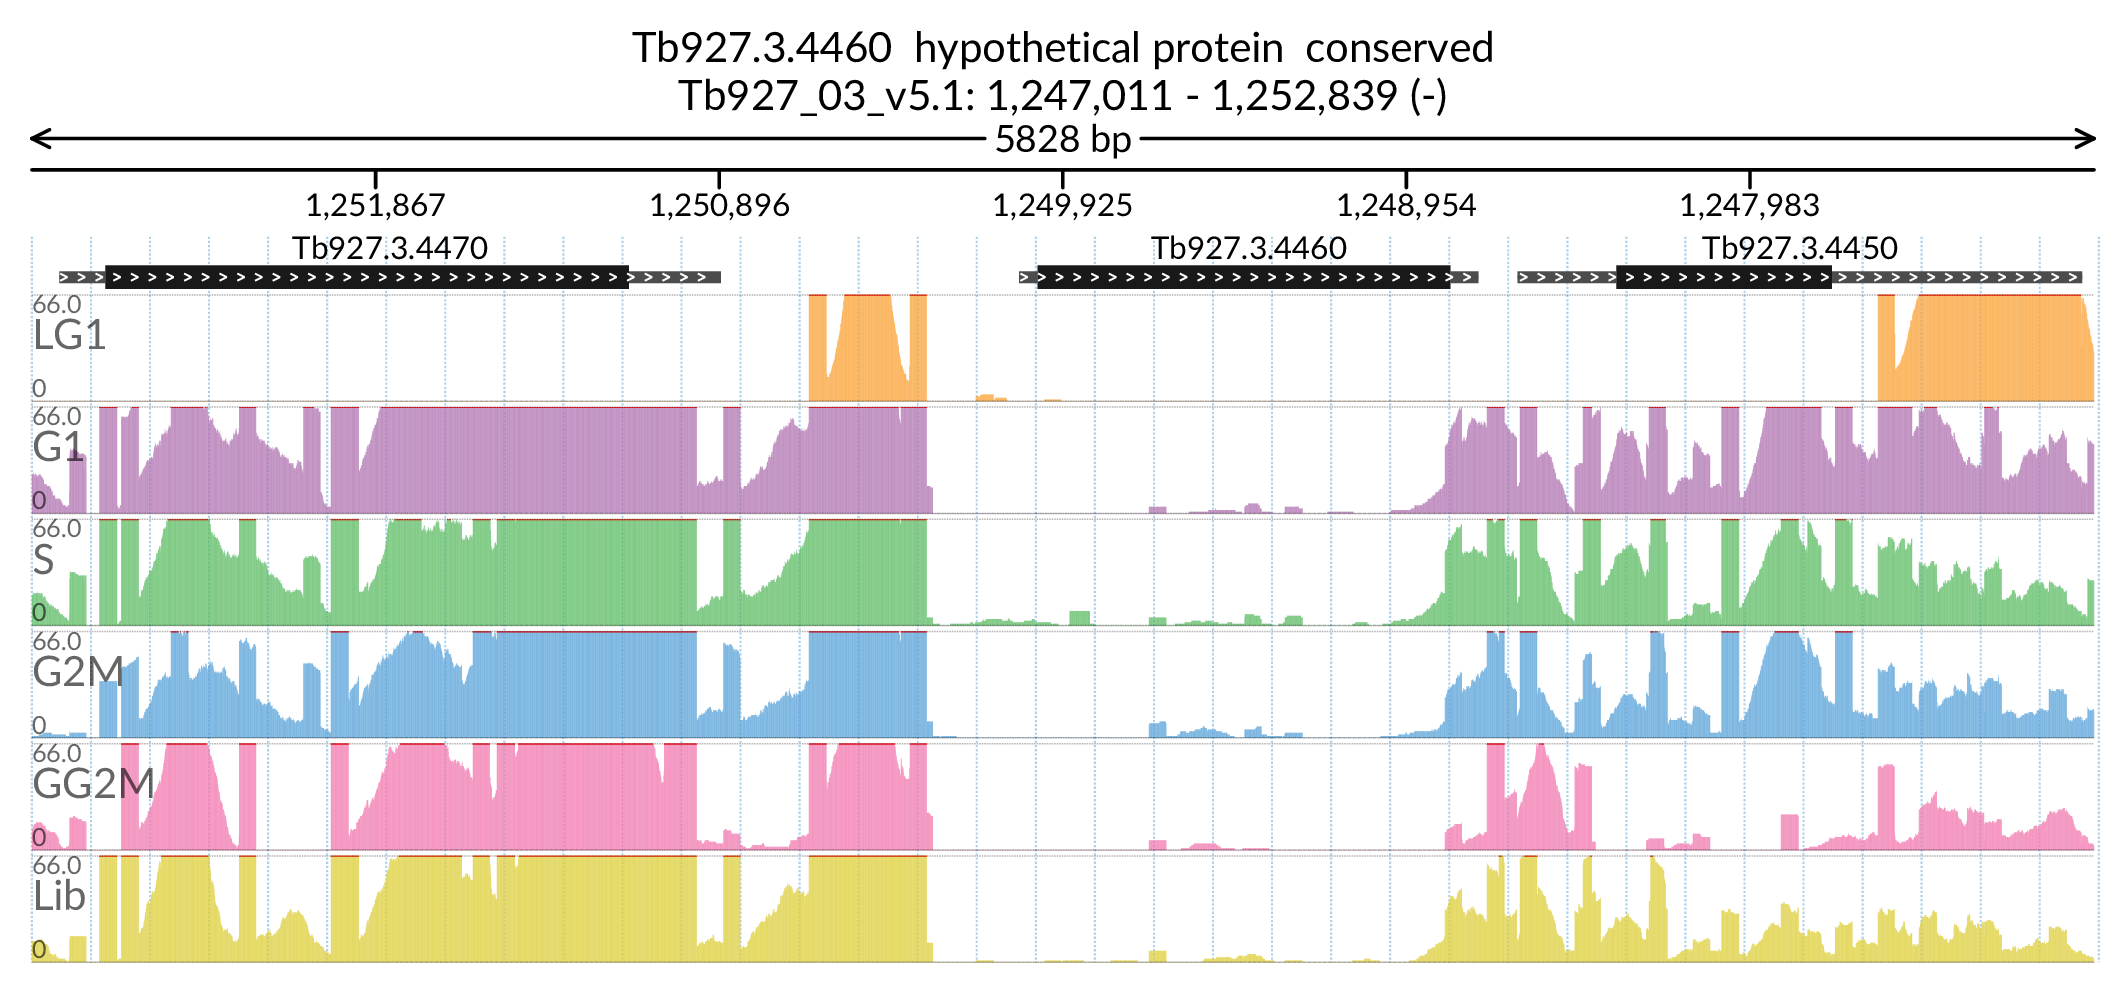 Tb927.3.4460  hypothetical protein  conserved
Tb927_03_v5.1: 1,247,011 - 1,252,839 (-)
5828 bp
1,251,867 1,250,896 1,249,925 1,248,954 1,247,983
Tb927.3.4470 Tb927.3.4460 Tb927.3.4450
66.0
LG1
0
66.0
G1
0
66.0
S
0
66.0
G2M
0
66.0
GG2M
0
66.0
Lib
0